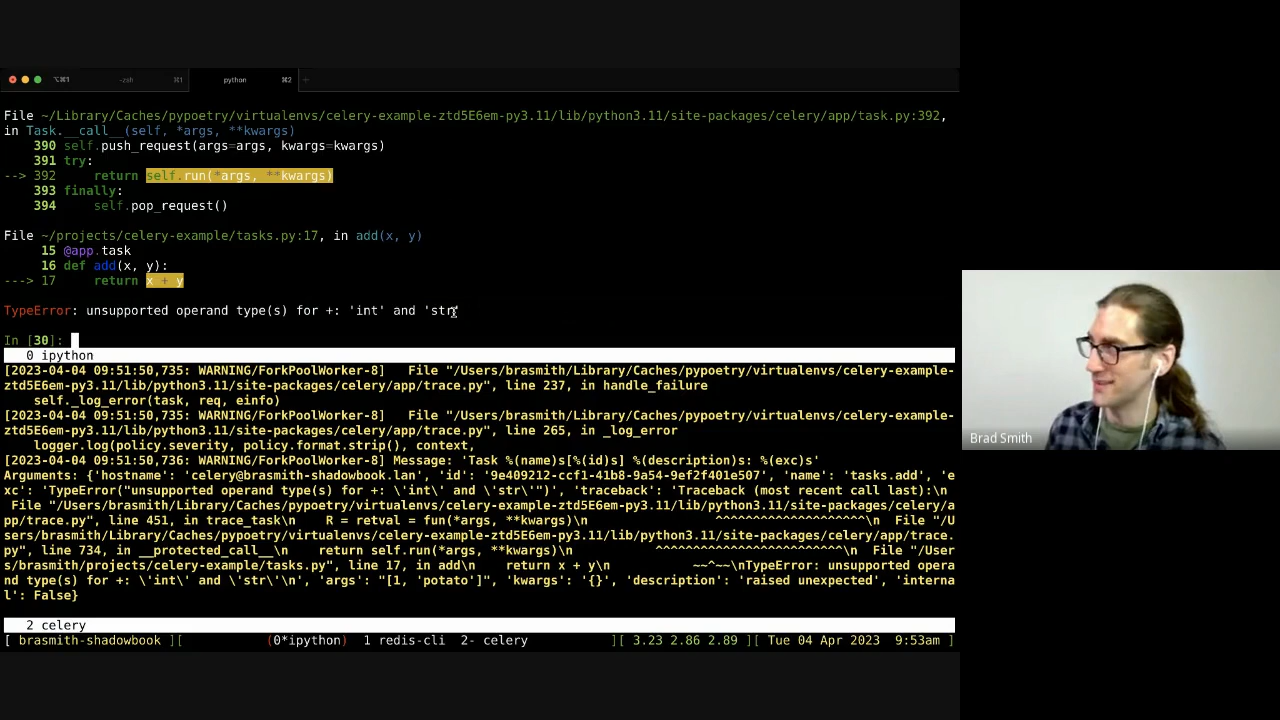 ⌥⌘1 -zsh ⌘1 python ⌘2 +
File ~/Library/Caches/pypoetry/virtualenvs/celery-example-ztd5E6em-py3.11/lib/python3.11/site-packages/celery/app/task.py:392,
in Task.__call__(self, *args, **kwargs)
390 self.push_request(args=args, kwargs=kwargs)
391 try:
--> 392 return self.run(*args, **kwargs)
393 finally:
394 self.pop_request()
File ~/projects/celery-example/tasks.py:17, in add(x, y)
15 @app.task
16 def add(x, y):
---> 17 return x + y
TypeError: unsupported operand type(s) for +: 'int' and 'str'
In [30]:
0 ipython
[2023-04-04 09:51:50,735: WARNING/ForkPoolWorker-8] File "/Users/brasmith/Library/Caches/pypoetry/virtualenvs/celery-example-
ztd5E6em-py3.11/lib/python3.11/site-packages/celery/app/trace.py", line 237, in handle_failure
self._log_error(task, req, einfo)
[2023-04-04 09:51:50,735: WARNING/ForkPoolWorker-8] File "/Users/brasmith/Library/Caches/pypoetry/virtualenvs/celery-example-
ztd5E6em-py3.11/lib/python3.11/site-packages/celery/app/trace.py", line 265, in _log_error
logger.log(policy.severity, policy.format.strip(), context,
[2023-04-04 09:51:50,736: WARNING/ForkPoolWorker-8] Message: 'Task %(name)s[%(id)s] %(description)s: %(exc)s'
Arguments: {'hostname': 'celery@brasmith-shadowbook.lan', 'id': '9e409212-ccf1-41b8-9a54-9ef2f401e507', 'name': 'tasks.add', 'e
xc': 'TypeError("unsupported operand type(s) for +: \'int\' and \'str\'")', 'traceback': 'Traceback (most recent call last):\n
File "/Users/brasmith/Library/Caches/pypoetry/virtualenvs/celery-example-ztd5E6em-py3.11/lib/python3.11/site-packages/celery/a
pp/trace.py", line 451, in trace_task\n R = retval = fun(*args, **kwargs)\n ^^^^^^^^^^^^^^^^^^^^\n File "/U
sers/brasmith/Library/Caches/pypoetry/virtualenvs/celery-example-ztd5E6em-py3.11/lib/python3.11/site-packages/celery/app/trace.
py", line 734, in __protected_call__\n return self.run(*args, **kwargs)\n ^^^^^^^^^^^^^^^^^^^^^^^^^\n File "/User
s/brasmith/projects/celery-example/tasks.py", line 17, in add\n return x + y\n ~~^~~\nTypeError: unsupported opera
nd type(s) for +: \'int\' and \'str\'\n', 'args': "[1, 'potato']", 'kwargs': '{}', 'description': 'raised unexpected', 'interna
l': False}
2 celery
[ brasmith-shadowbook ][ (0*ipython) 1 redis-cli 2- celery ][ 3.23 2.86 2.89 ][ Tue 04 Apr 2023 9:53am ]
Brad Smith